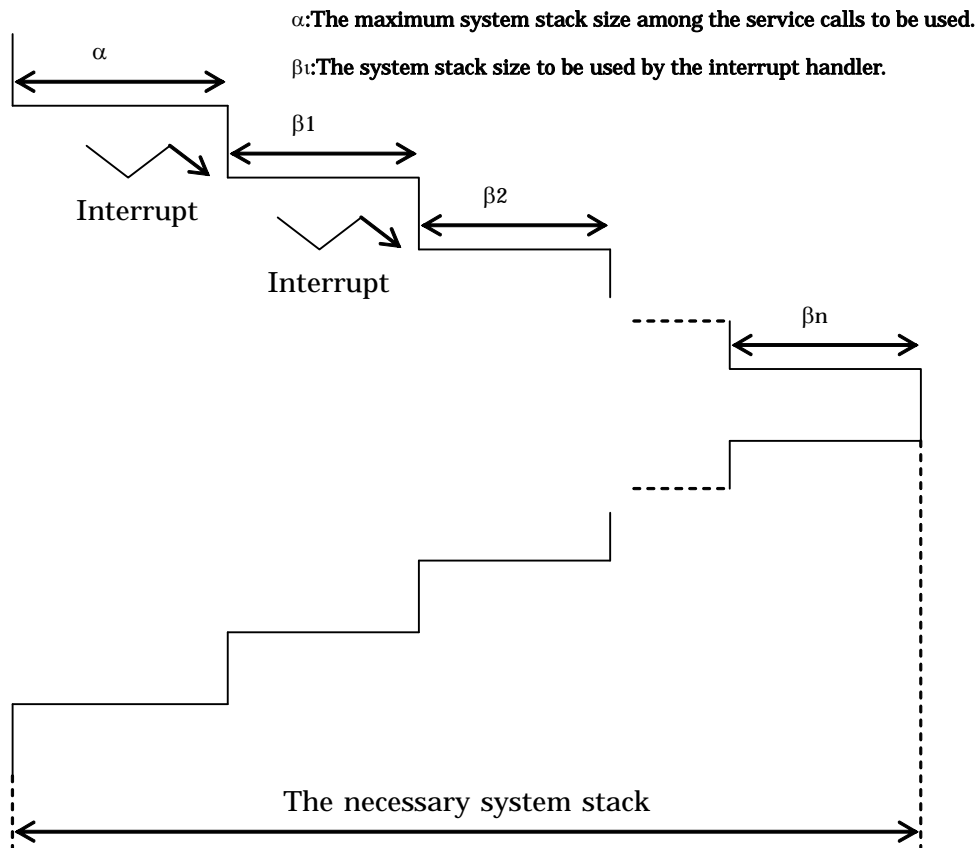 α:The maximum system stack size among the service calls to be used.
α
βι:The system stack size to be used by the interrupt handler.
β1
Interrupt
β2
Interrupt
βn
The necessary system stack